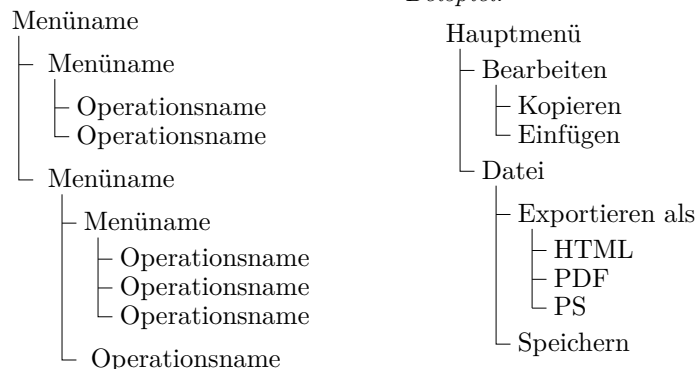 Beispiel:
Menüname
Menüname
Operationsname
Operationsname
Menüname
Menüname
Operationsname
Operationsname
Operationsname
Operationsname
Hauptmenü
Bearbeiten
Kopieren
Einfügen
Datei
Exportieren als
HTML
PDF
PS
Speichern